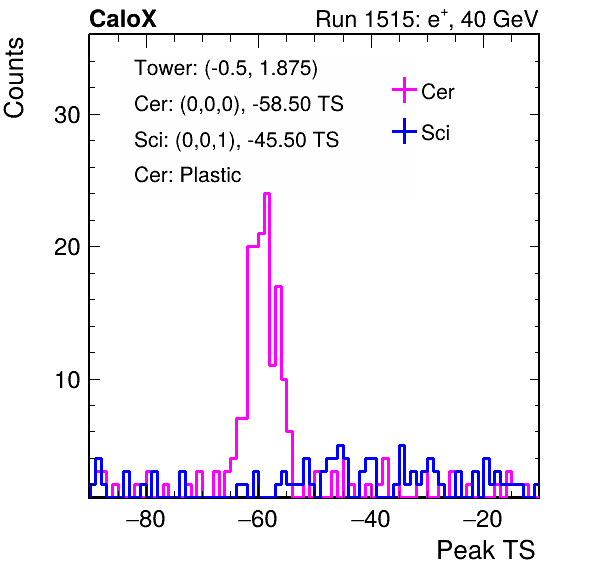 CaloX Run 1515: e⁺, 40 GeV
Counts
Tower: (-0.5, 1.875)
Cer: (0,0,0), -58.50 TS
Sci: (0,0,1), -45.50 TS
Cer: Plastic
Cer
Sci
30
20
10
−80 −60 −40 −20
Peak TS